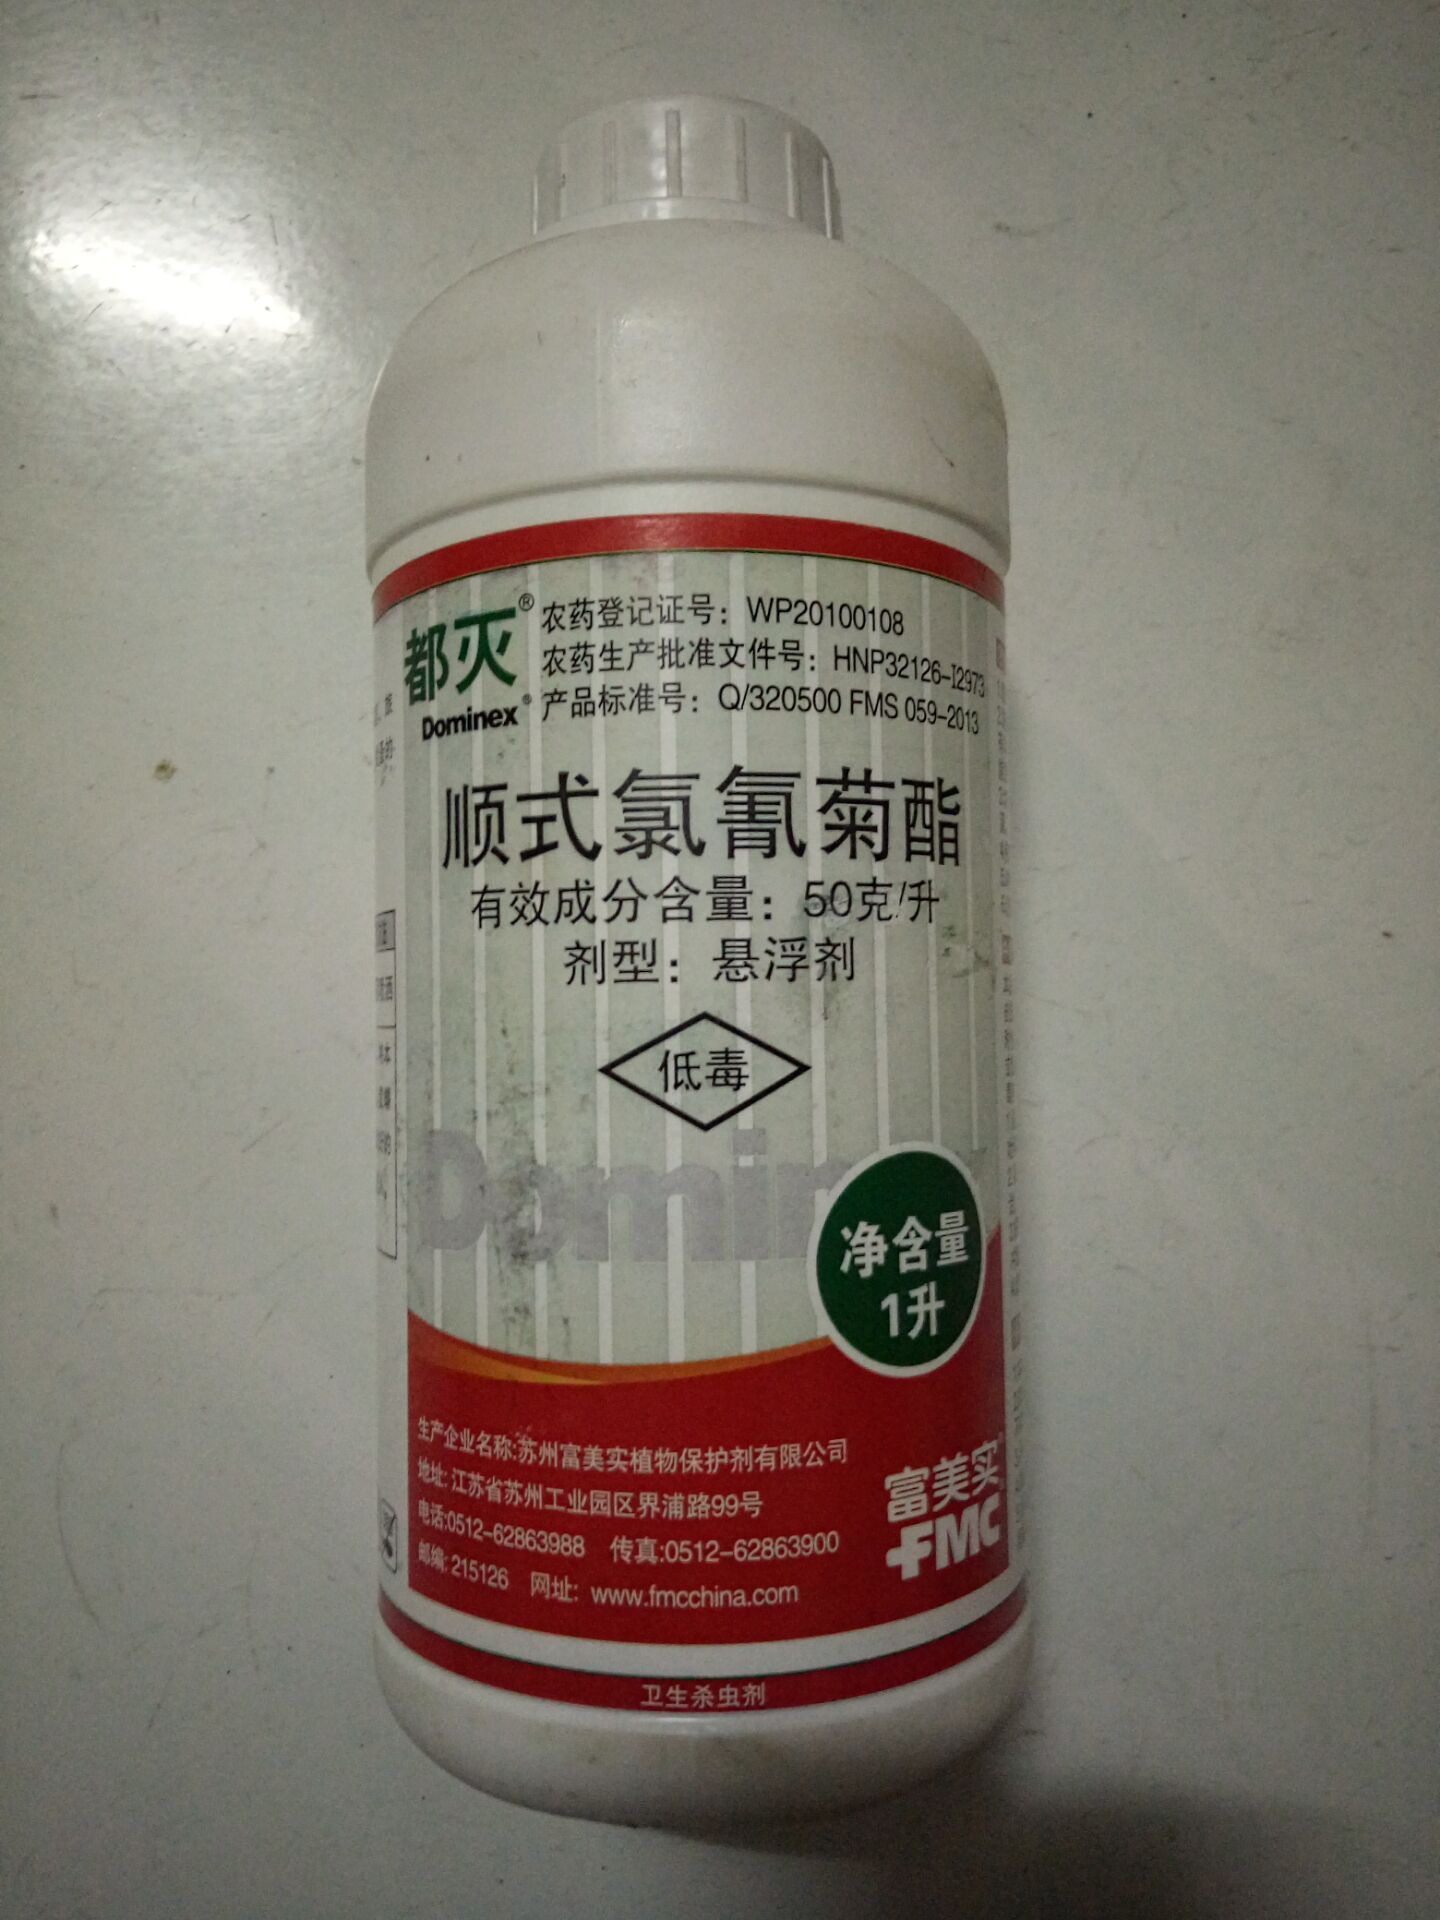 都灭®
Dominex®
农药登记证号：WP20100108
农药生产批准文件号：HNP32126-I2973
产品标准号：Q/320500 FMS 059-2013
顺式氯氰菊酯
有效成分含量：50克/升
剂型：悬浮剂
低毒
净含量
1升
生产企业名称:苏州富美实植物保护剂有限公司
地址: 江苏省苏州工业园区界浦路99号
电话:0512-62863988 传真:0512-62863900
邮编: 215126 网址: www.fmcchina.com
富美实
FMC
卫生杀虫剂